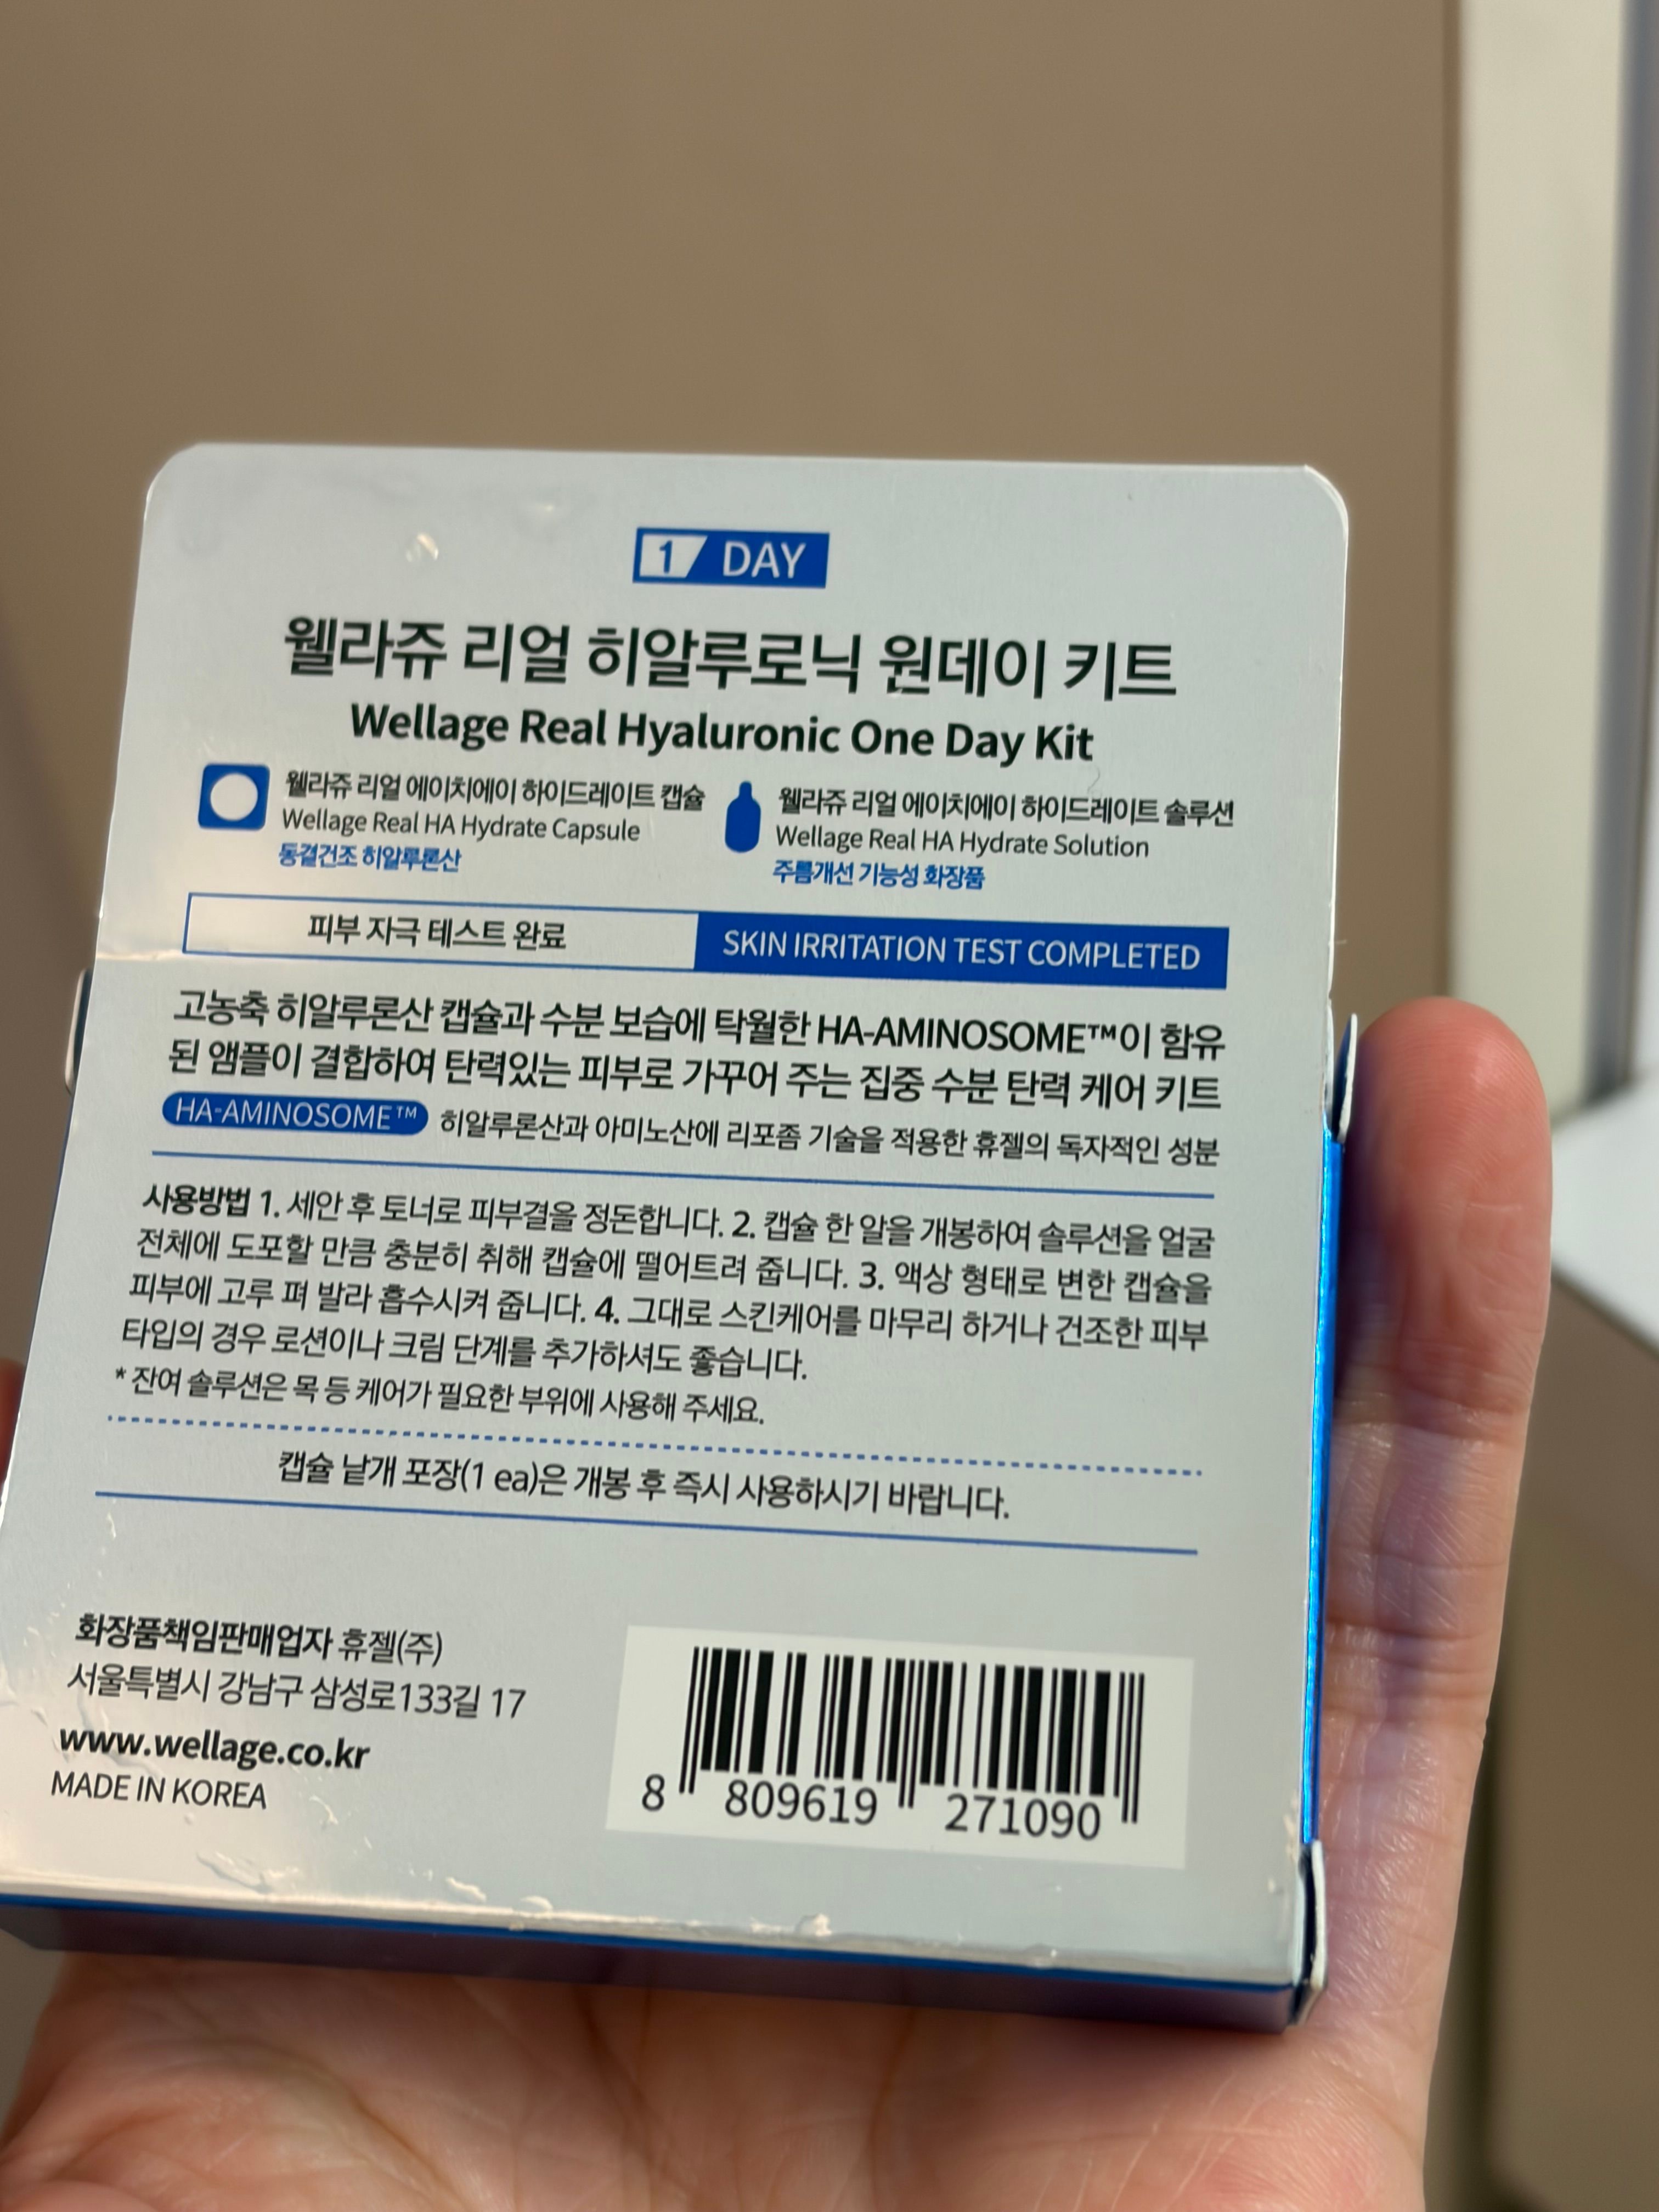 1 DAY
웰라쥬 리얼 히알루로닉 원데이 키트
Wellage Real Hyaluronic One Day Kit
웰라쥬 리얼 에이치에이 하이드레이트 캡슐
Wellage Real HA Hydrate Capsule
동결건조 히알루론산
웰라쥬 리얼 에이치에이 하이드레이트 솔루션
Wellage Real HA Hydrate Solution
주름개선 기능성 화장품
피부 자극 테스트 완료
SKIN IRRITATION TEST COMPLETED
고농축 히알루론산 캡슐과 수분 보습에 탁월한 HA-AMINOSOME™이 함유
된 앰플이 결합하여 탄력있는 피부로 가꾸어 주는 집중 수분 탄력 케어 키트
HA-AMINOSOME™ 히알루론산과 아미노산에 리포좀 기술을 적용한 휴젤의 독자적인 성분
사용방법 1. 세안 후 토너로 피부결을 정돈합니다. 2. 캡슐 한 알을 개봉하여 솔루션을 얼굴
전체에 도포할 만큼 충분히 취해 캡슐에 떨어트려 줍니다. 3. 액상 형태로 변한 캡슐을
피부에 고루 펴 발라 흡수시켜 줍니다. 4. 그대로 스킨케어를 마무리 하거나 건조한 피부
타입의 경우 로션이나 크림 단계를 추가하셔도 좋습니다.
* 잔여 솔루션은 목 등 케어가 필요한 부위에 사용해 주세요.
캡슐 낱개 포장(1 ea)은 개봉 후 즉시 사용하시기 바랍니다.
화장품책임판매업자 휴젤(주)
서울특별시 강남구 삼성로133길 17
www.wellage.co.kr
MADE IN KOREA
8 809619 271090